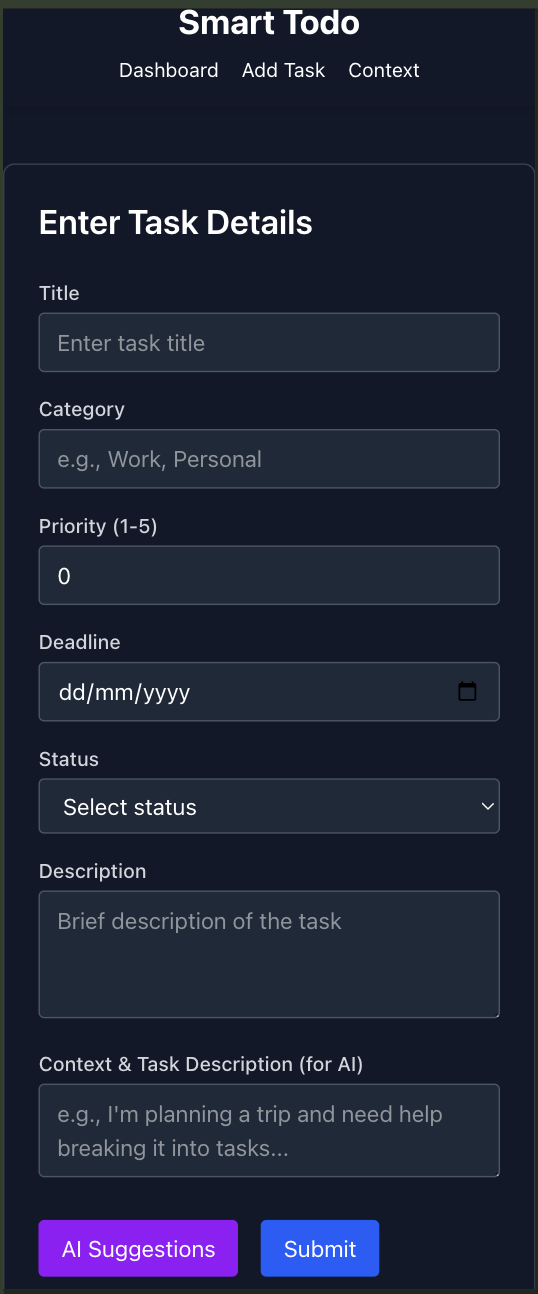 Smart Todo
Dashboard Add Task Context
Enter Task Details
Title
Enter task title
Category
e.g., Work, Personal
Priority (1-5)
0
Deadline
dd/mm/yyyy
Status
Select status
Description
Brief description of the task
Context & Task Description (for AI)
e.g., I'm planning a trip and need help
breaking it into tasks...
AI Suggestions Submit